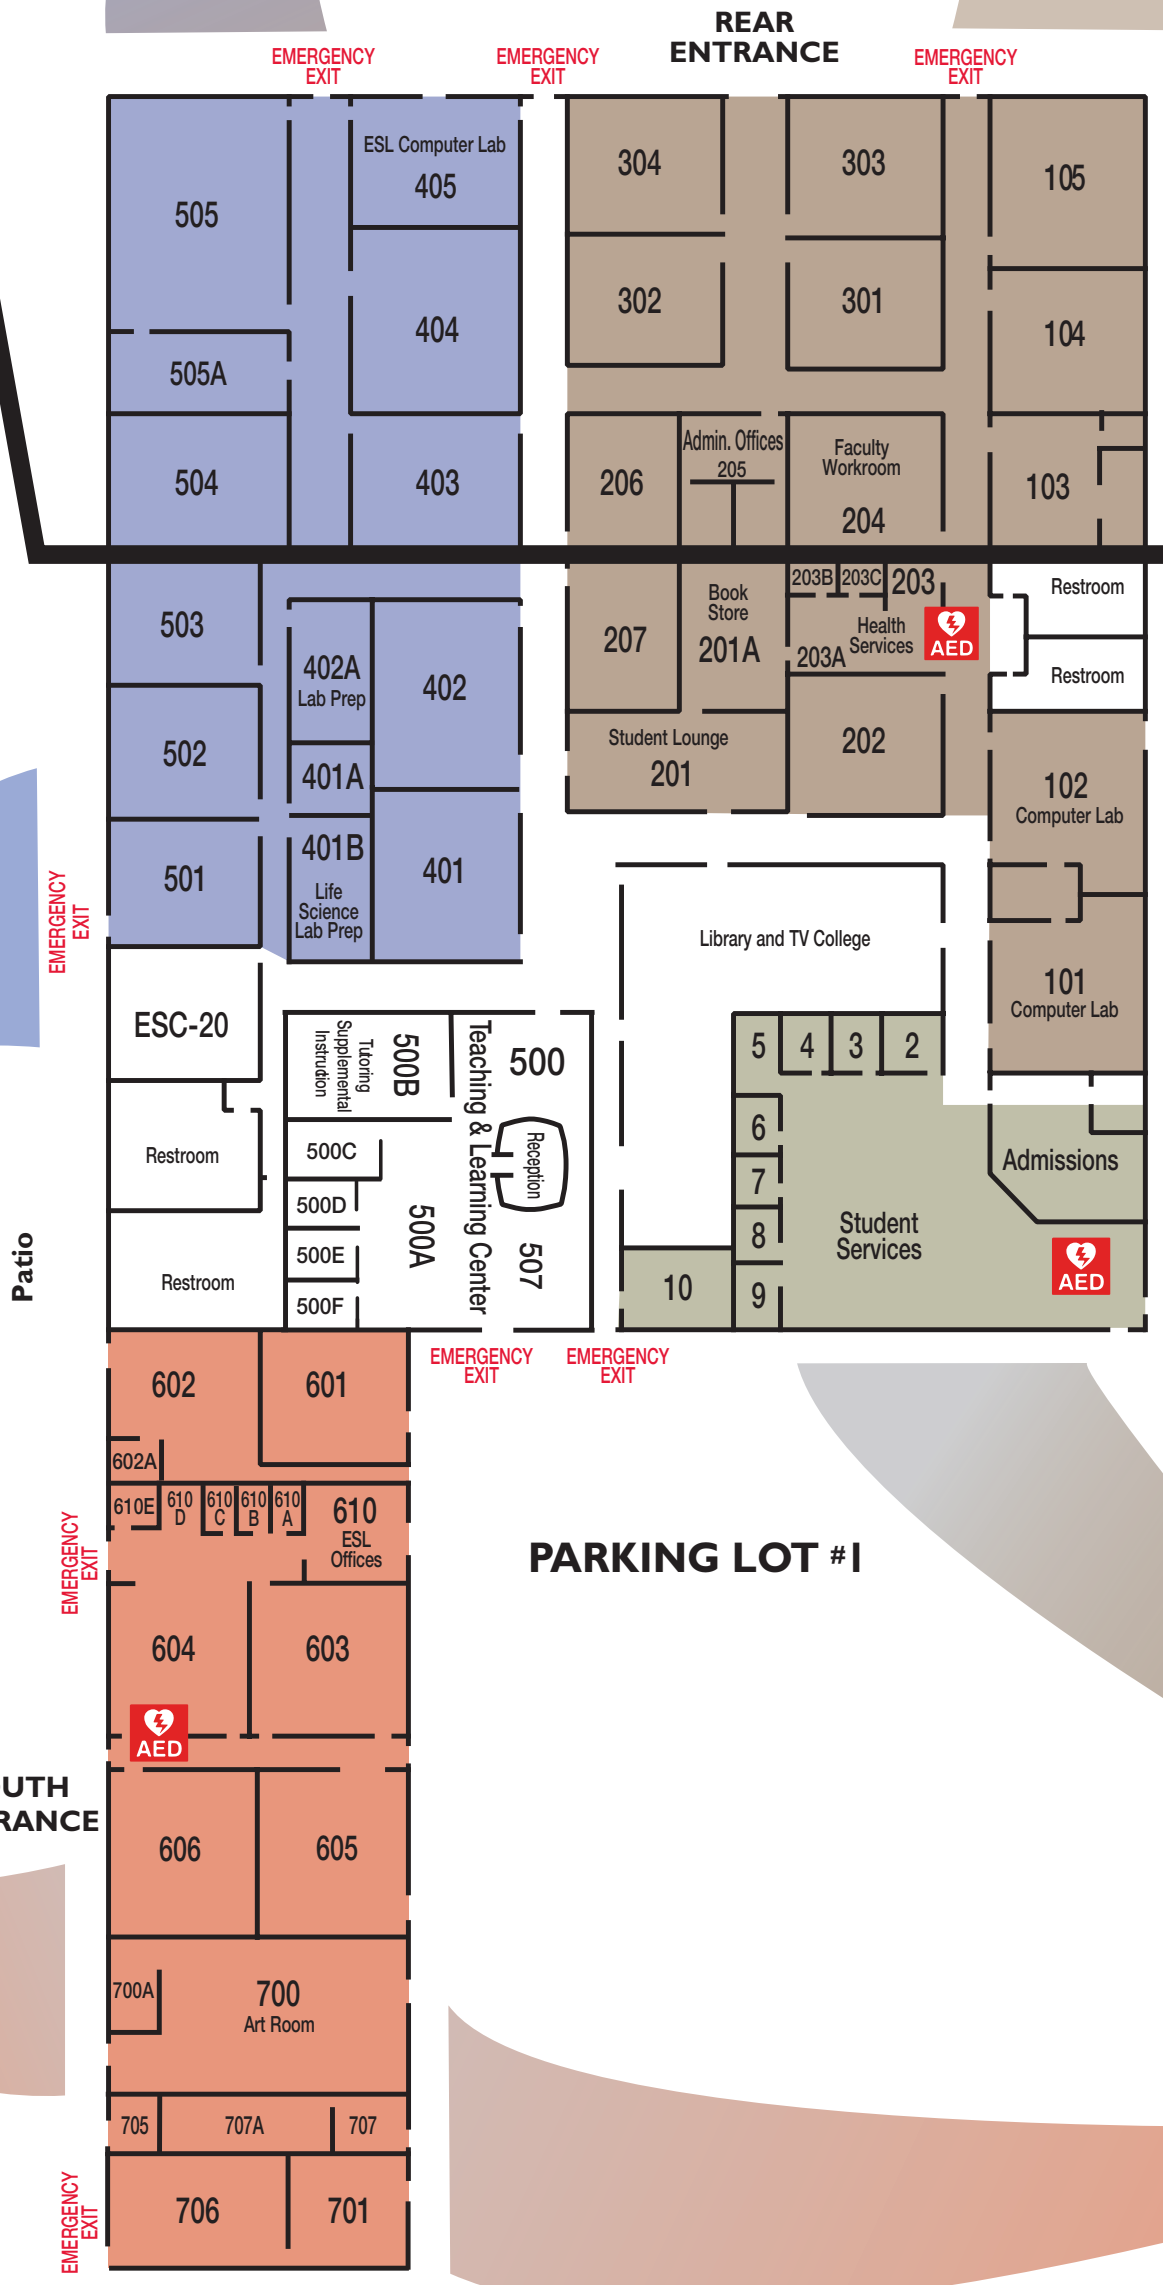 REAR
ENTRANCE
EMERGENCY
EXIT
EMERGENCY
EXIT
EMERGENCY
EXIT
505
ESL Computer Lab
405
404
505A
504
403
304
303
105
302
301
104
206
Admin. Offices
205
Faculty
Workroom
204
103
503
402A
Lab Prep
402
502
401A
501
401B
Life
Science
Lab Prep
401
207
Book
Store
201A
203B
203C
203
Health
Services
203A
AED
Restroom
Restroom
Student Lounge
201
202
102
Computer Lab
101
Computer Lab
EMERGENCY
EXIT
Library and TV College
ESC-20
Restroom
Restroom
Patio
Tutoring
Supplemental
Instruction
500B
500C
500D
500E
500F
500A
Teaching & Learning Center
500
Reception
507
5
4
3
2
6
7
8
9
10
Student
Services
Admissions
AED
EMERGENCY
EXIT
EMERGENCY
EXIT
602
601
602A
610E
610
D
610
C
610
B
610
A
610
ESL
Offices
EMERGENCY
EXIT
PARKING LOT #1
604
603
AED
UTH
RANCE
606
605
700A
700
Art Room
705
707A
707
706
701
EMERGENCY
EXIT